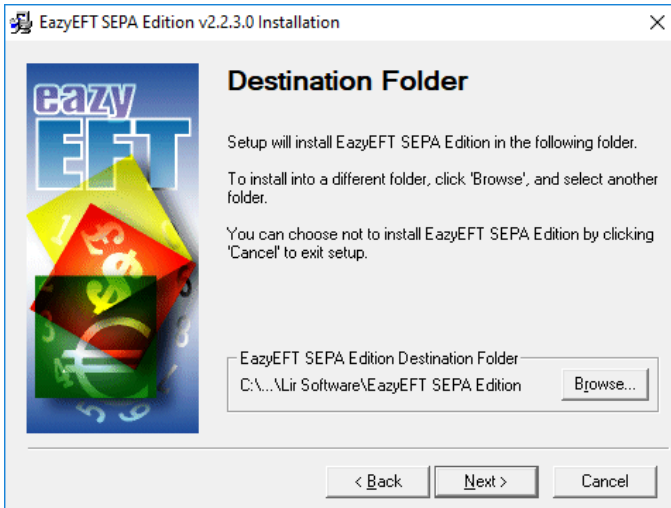 EazyEFT SEPA Edition v2.2.3.0 Installation
eazy
EFT
Destination Folder
Setup will install EazyEFT SEPA Edition in the following folder.
To install into a different folder, click 'Browse', and select another
folder.
You can choose not to install EazyEFT SEPA Edition by clicking
'Cancel' to exit setup.
EazyEFT SEPA Edition Destination Folder
C:\...\Lir Software\EazyEFT SEPA Edition
Browse...
< Back
Next >
Cancel